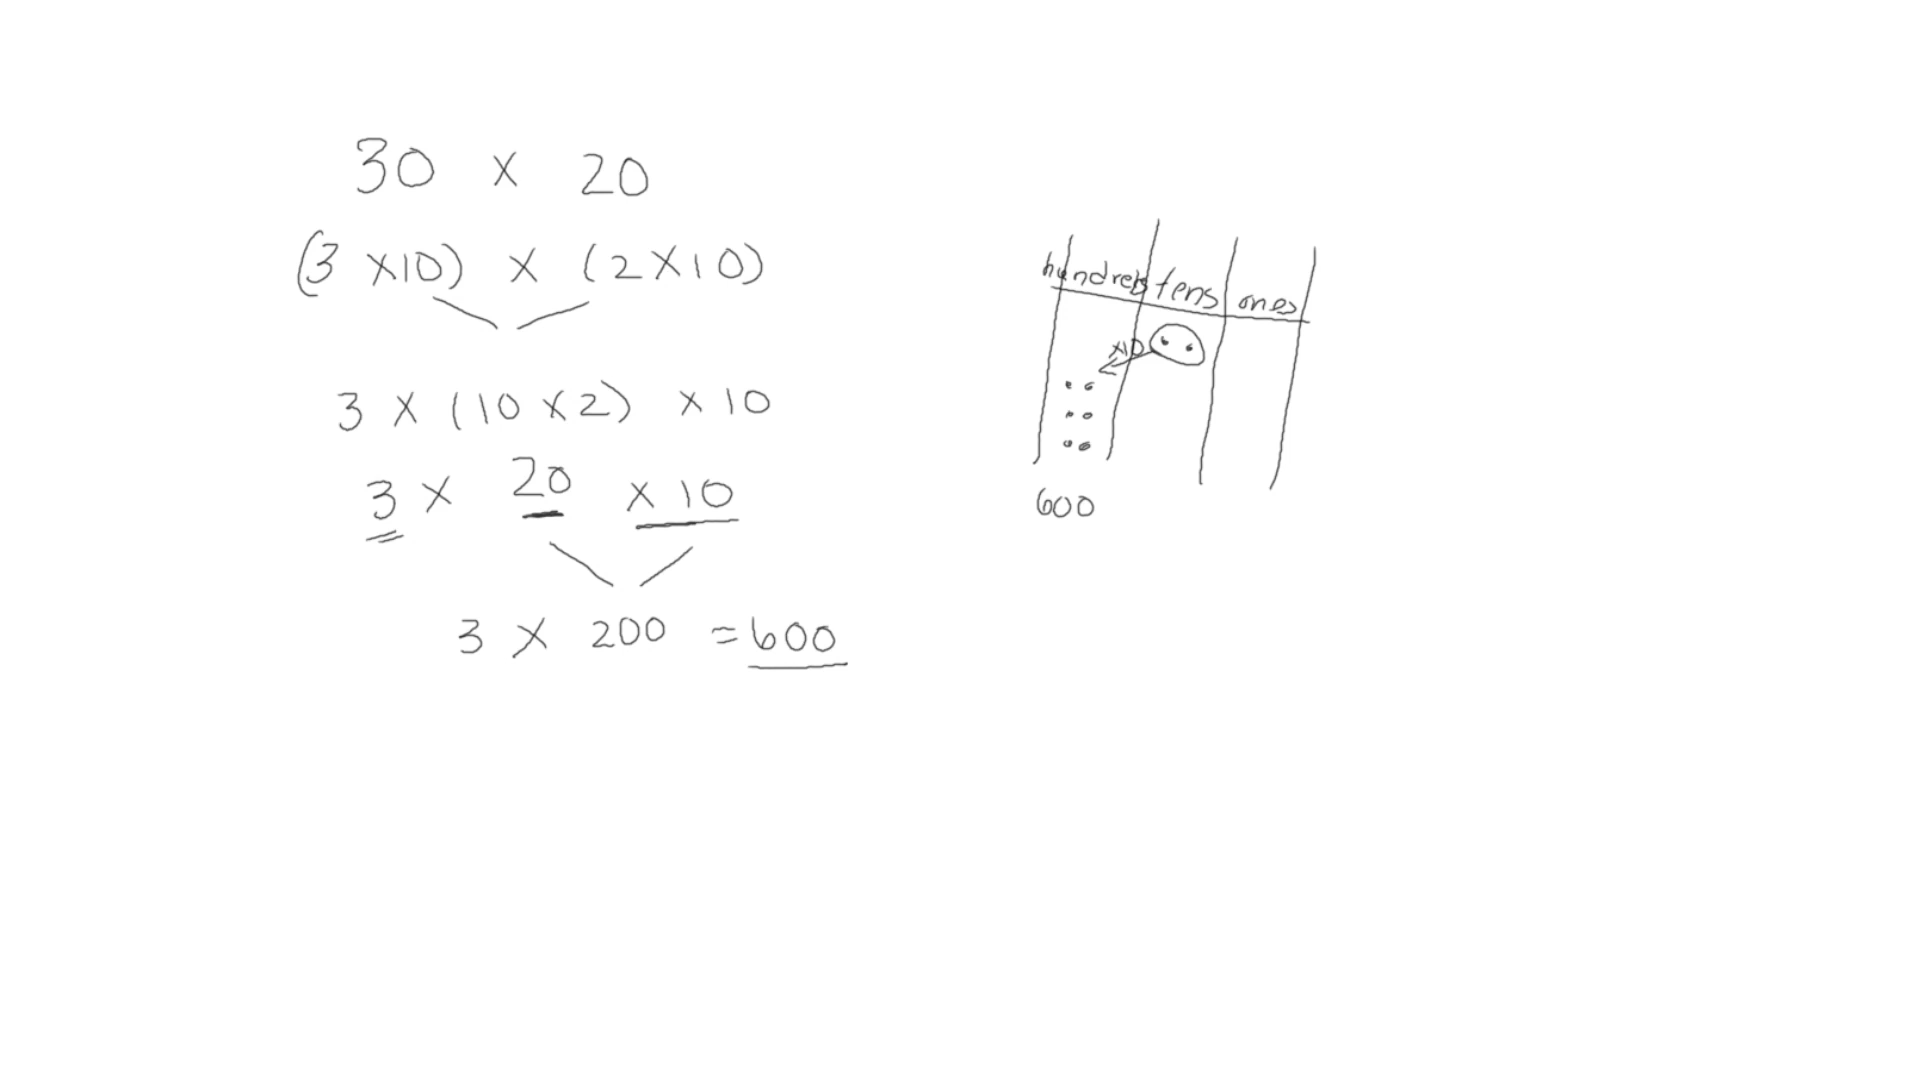 30 x 20
(3 x10) x (2x10)
3 x (10 x 2) x 10
3 x 20 x 10
3 x 200 = 600
hundreds tens ones
x10
600